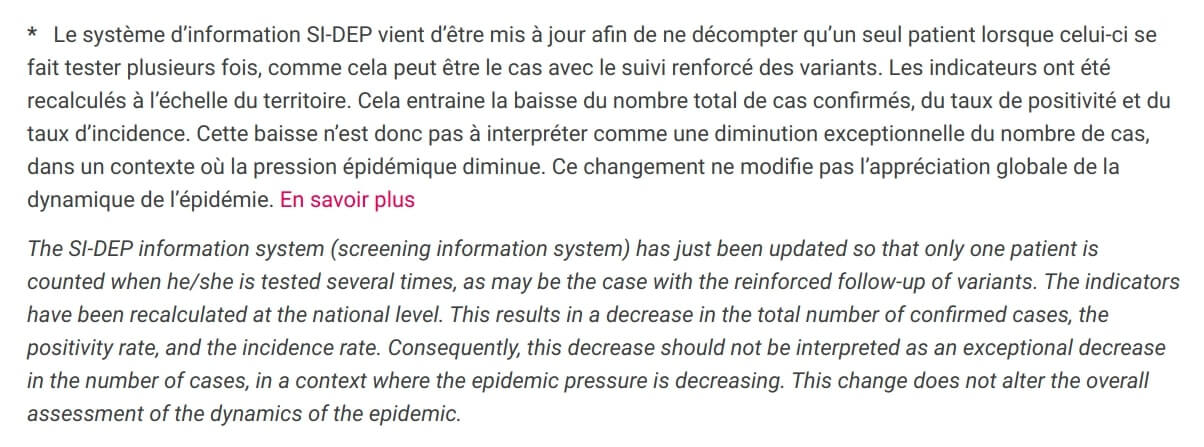 * Le système d’information SI-DEP vient d’être mis à jour afin de ne décompter qu’un seul patient lorsque celui-ci se
fait tester plusieurs fois, comme cela peut être le cas avec le suivi renforcé des variants. Les indicateurs ont été
recalculés à l’échelle du territoire. Cela entraine la baisse du nombre total de cas confirmés, du taux de positivité et du
taux d’incidence. Cette baisse n’est donc pas à interpréter comme une diminution exceptionnelle du nombre de cas,
dans un contexte où la pression épidémique diminue. Ce changement ne modifie pas l’appréciation globale de la
dynamique de l’épidémie. En savoir plus
The SI-DEP information system (screening information system) has just been updated so that only one patient is
counted when he/she is tested several times, as may be the case with the reinforced follow-up of variants. The indicators
have been recalculated at the national level. This results in a decrease in the total number of confirmed cases, the
positivity rate, and the incidence rate. Consequently, this decrease should not be interpreted as an exceptional decrease
in the number of cases, in a context where the epidemic pressure is decreasing. This change does not alter the overall
assessment of the dynamics of the epidemic.